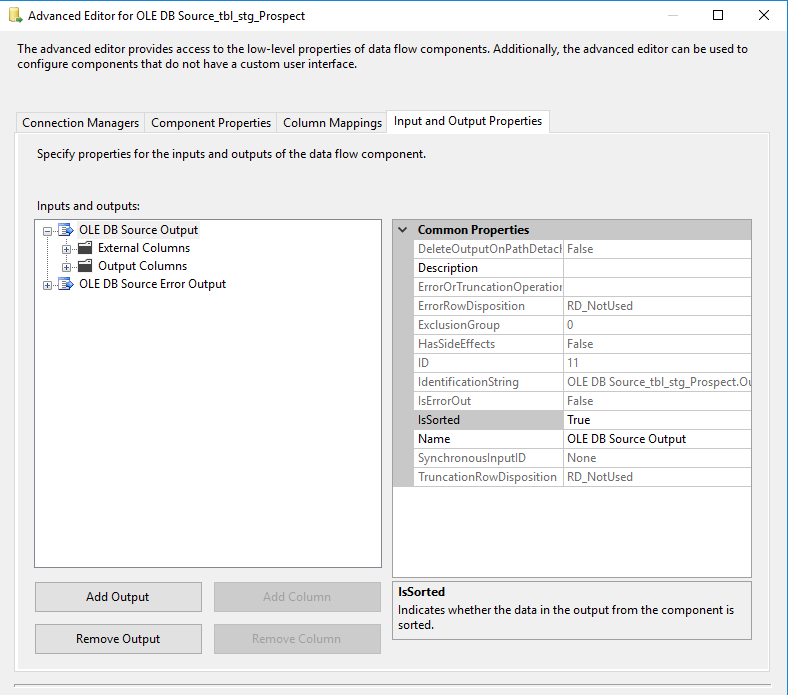 Advanced Editor for OLE DB Source_tbl_stg_Prospect
The advanced editor provides access to the low-level properties of data flow components. Additionally, the advanced editor can be used to
configure components that do not have a custom user interface.
Connection Managers Component Properties Column Mappings Input and Output Properties
Specify properties for the inputs and outputs of the data flow component.
Inputs and outputs:
OLE DB Source Output
External Columns
Output Columns
OLE DB Source Error Output
Common Properties
DeleteOutputOnPathDetacl False
Description
ErrorOrTruncationOperation
ErrorRowDisposition RD_NotUsed
ExclusionGroup 0
HasSideEffects False
ID 11
IdentificationString OLE DB Source_tbl_stg_Prospect.Ou
IsErrorOut False
IsSorted True
Name OLE DB Source Output
SynchronousInputID None
TruncationRowDisposition RD_NotUsed
Add Output Add Column
Remove Output Remove Column
IsSorted
Indicates whether the data in the output from the component is
sorted.